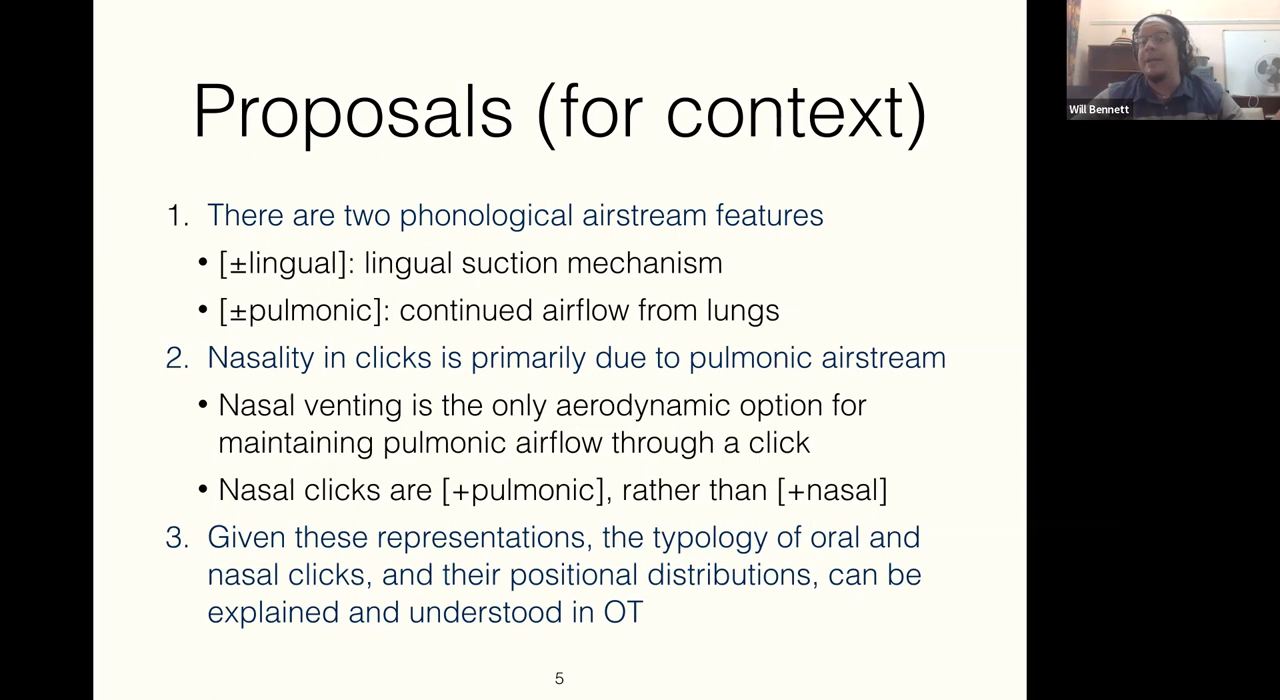 Proposals (for context)
1. There are two phonological airstream features
• [±lingual]: lingual suction mechanism
• [±pulmonic]: continued airflow from lungs
2. Nasality in clicks is primarily due to pulmonic airstream
• Nasal venting is the only aerodynamic option for
maintaining pulmonic airflow through a click
• Nasal clicks are [+pulmonic], rather than [+nasal]
3. Given these representations, the typology of oral and
nasal clicks, and their positional distributions, can be
explained and understood in OT
5
Will Bennett